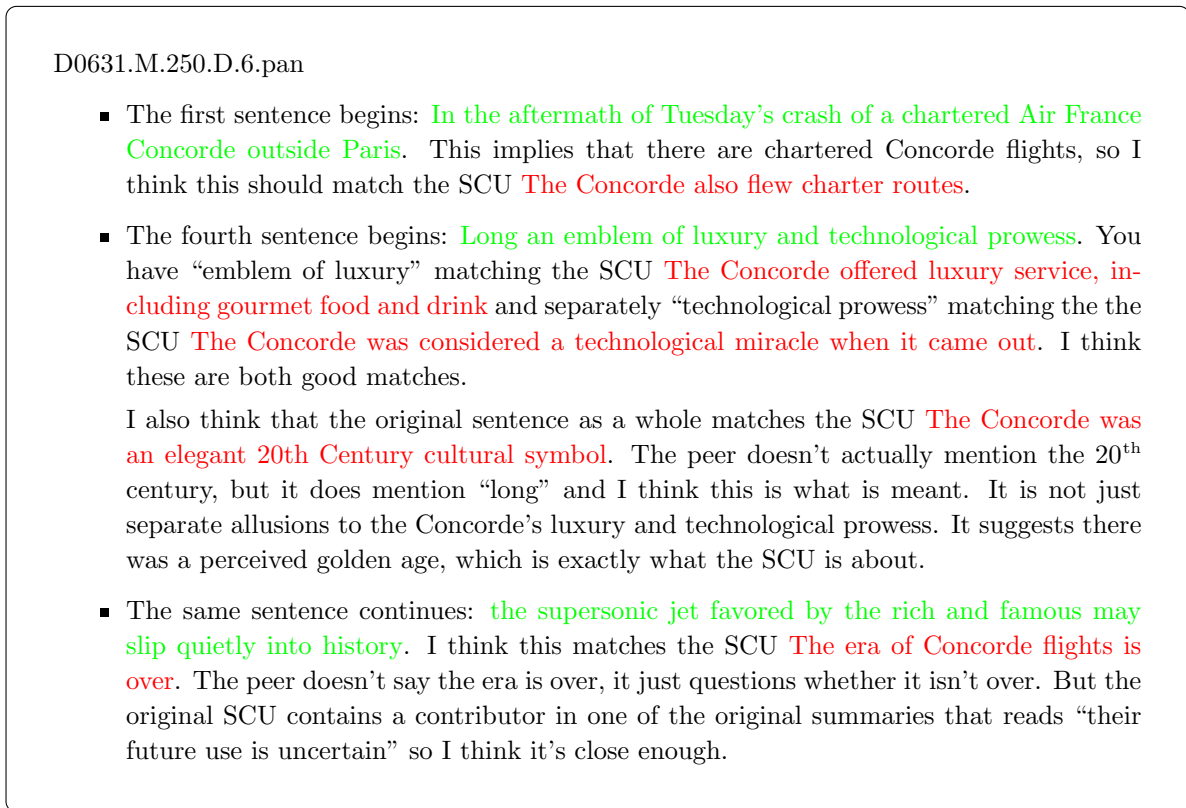 D0631.M.250.D.6.pan
▪ The first sentence begins: In the aftermath of Tuesday's crash of a chartered Air France
Concorde outside Paris. This implies that there are chartered Concorde flights, so I
think this should match the SCU The Concorde also flew charter routes.
▪ The fourth sentence begins: Long an emblem of luxury and technological prowess. You
have “emblem of luxury” matching the SCU The Concorde offered luxury service, in-
cluding gourmet food and drink and separately “technological prowess” matching the the
SCU The Concorde was considered a technological miracle when it came out. I think
these are both good matches.
I also think that the original sentence as a whole matches the SCU The Concorde was
an elegant 20th Century cultural symbol. The peer doesn't actually mention the 20th
century, but it does mention “long” and I think this is what is meant. It is not just
separate allusions to the Concorde's luxury and technological prowess. It suggests there
was a perceived golden age, which is exactly what the SCU is about.
▪ The same sentence continues: the supersonic jet favored by the rich and famous may
slip quietly into history. I think this matches the SCU The era of Concorde flights is
over. The peer doesn't say the era is over, it just questions whether it isn't over. But the
original SCU contains a contributor in one of the original summaries that reads “their
future use is uncertain” so I think it's close enough.